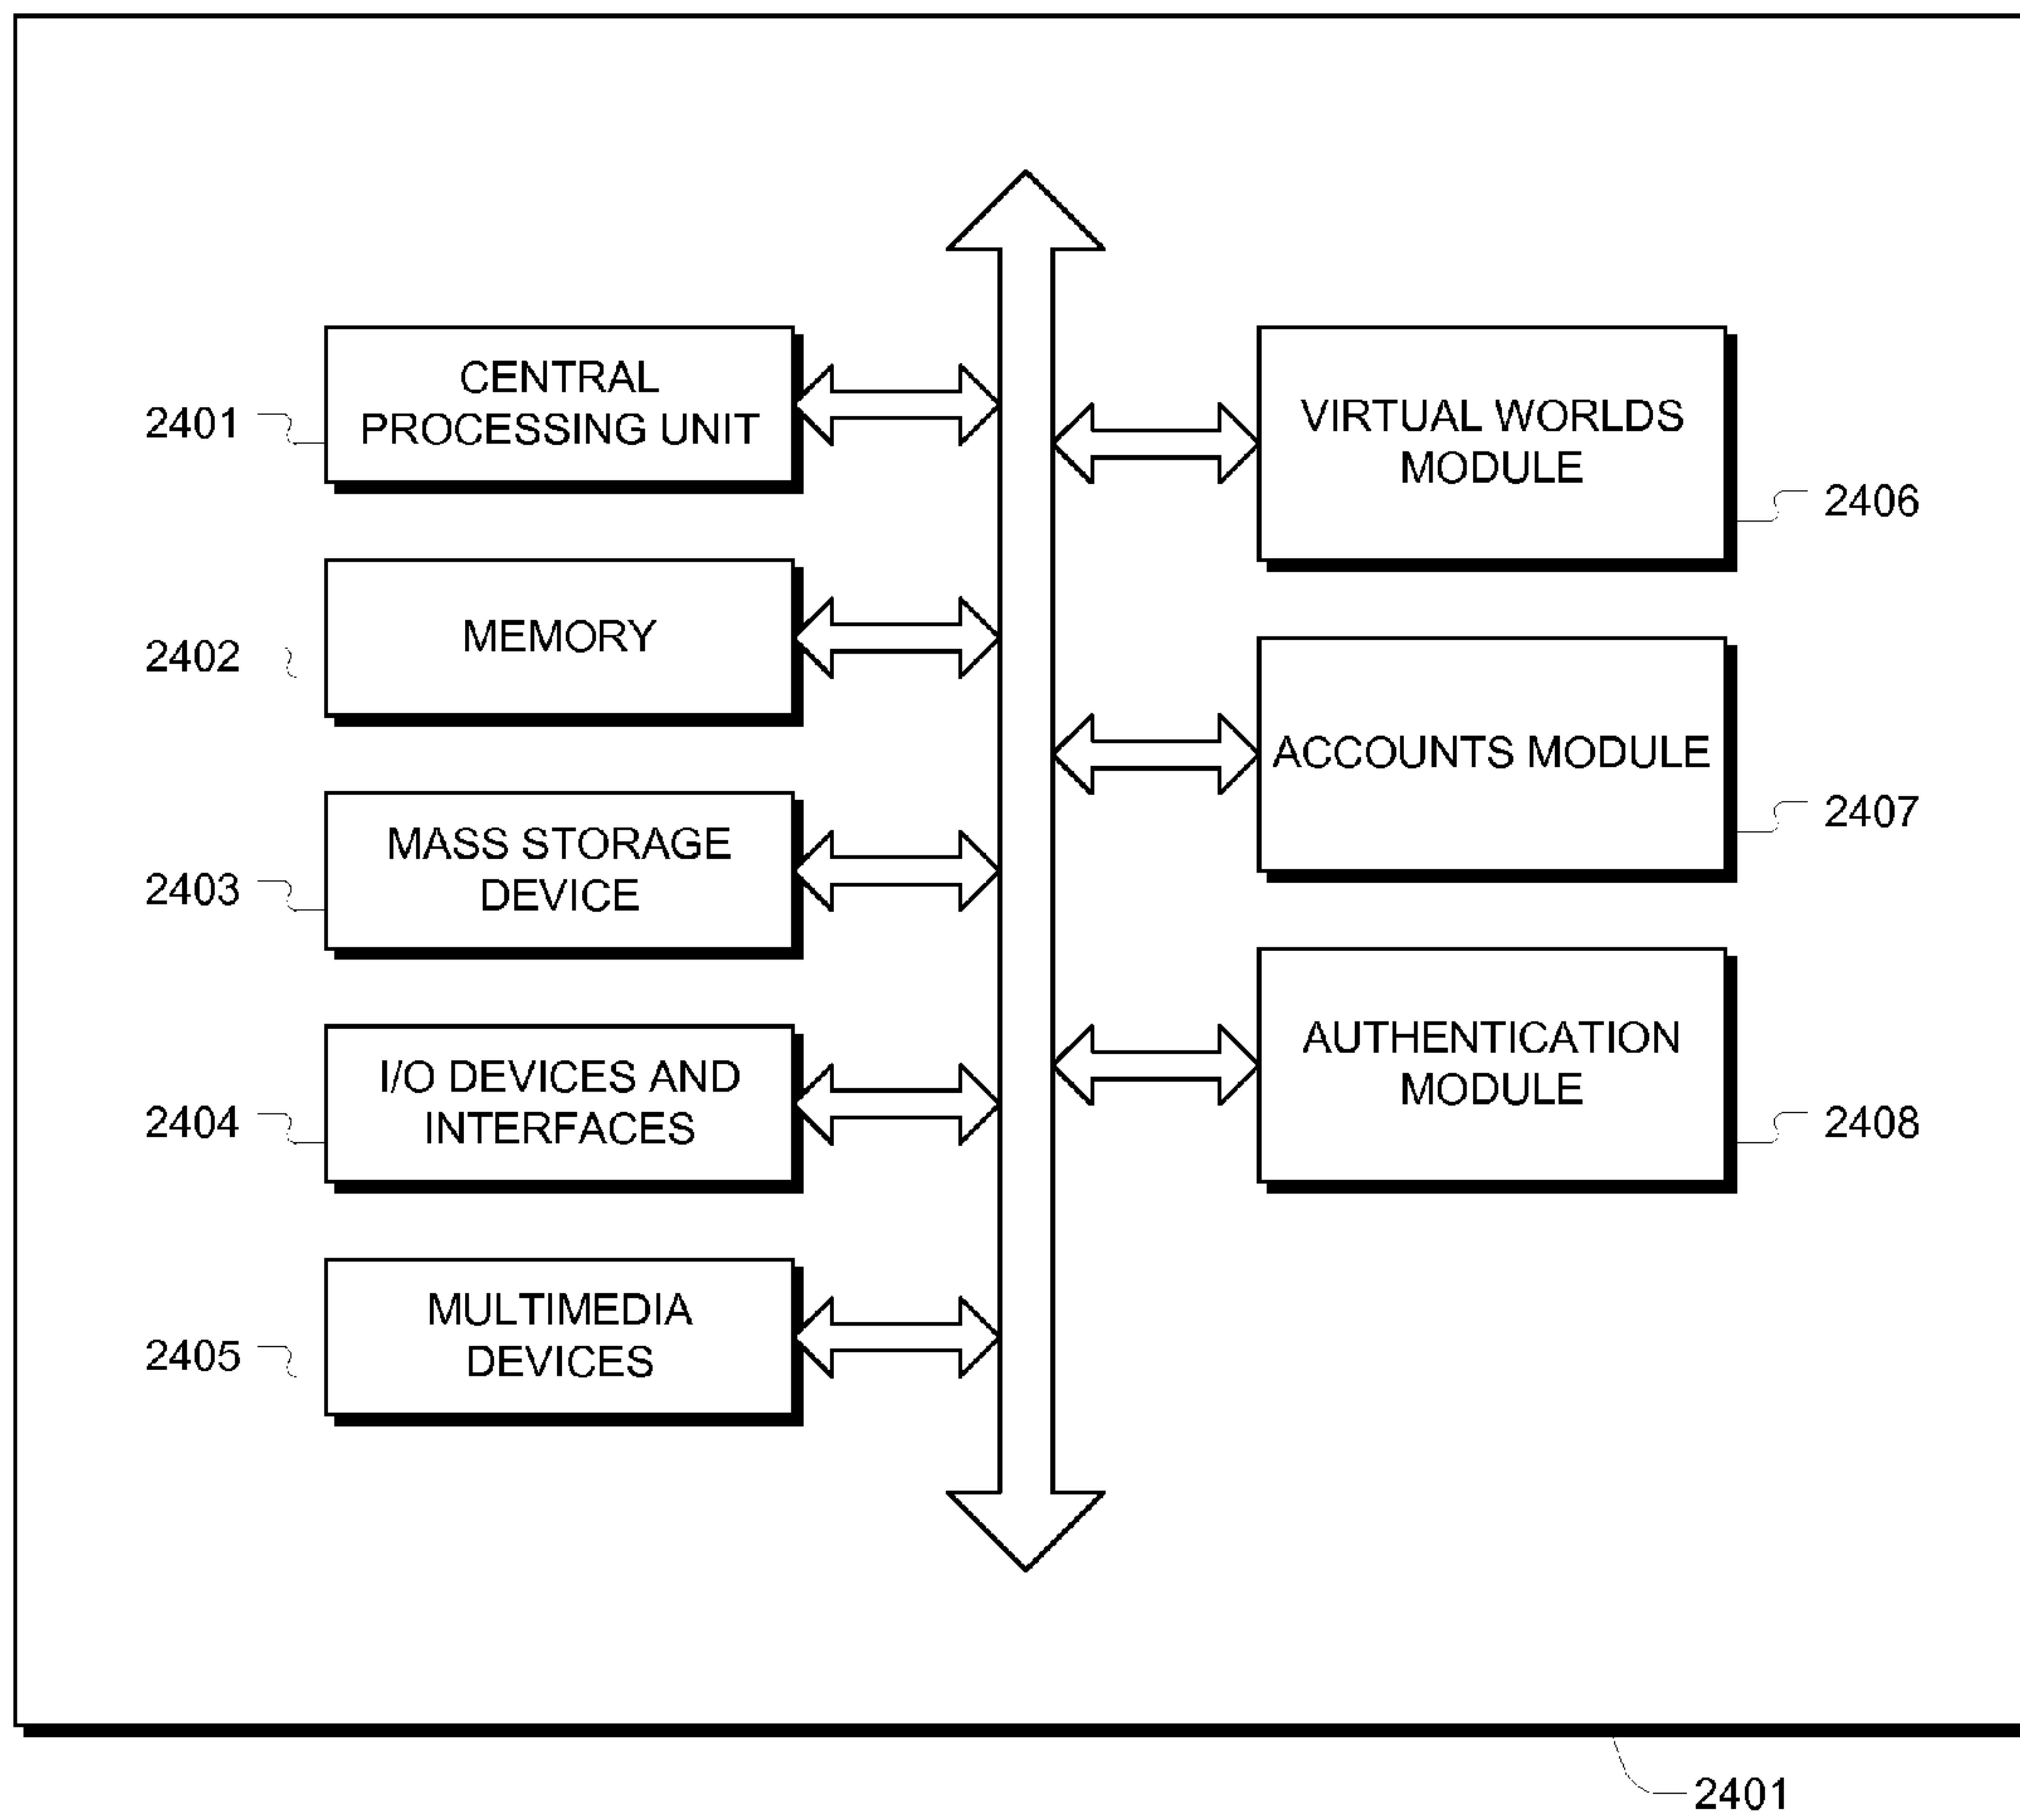 CENTRAL
PROCESSING UNIT
2401
MEMORY
2402
MASS STORAGE
DEVICE
2403
I/O DEVICES AND
INTERFACES
2404
MULTIMEDIA
DEVICES
2405
VIRTUAL WORLDS
MODULE
2406
ACCOUNTS MODULE
2407
AUTHENTICATION
MODULE
2408
2401